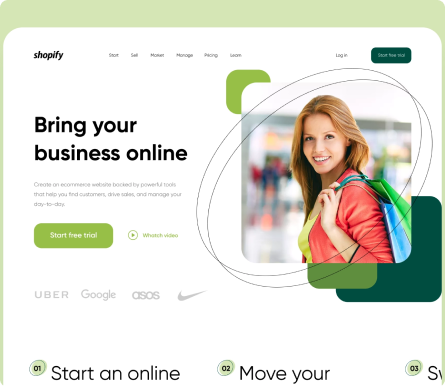 shopify
Start Sell Market Manage Pricing Learn
Log in
Start free trial
Bring your
business online
Create an ecommerce website backed by powerful tools
that help you find customers, drive sales, and manage your
day-to-day.
Start free trial
Whatch video
UBER Google asos
01 Start an online
02 Move your
03 Sw